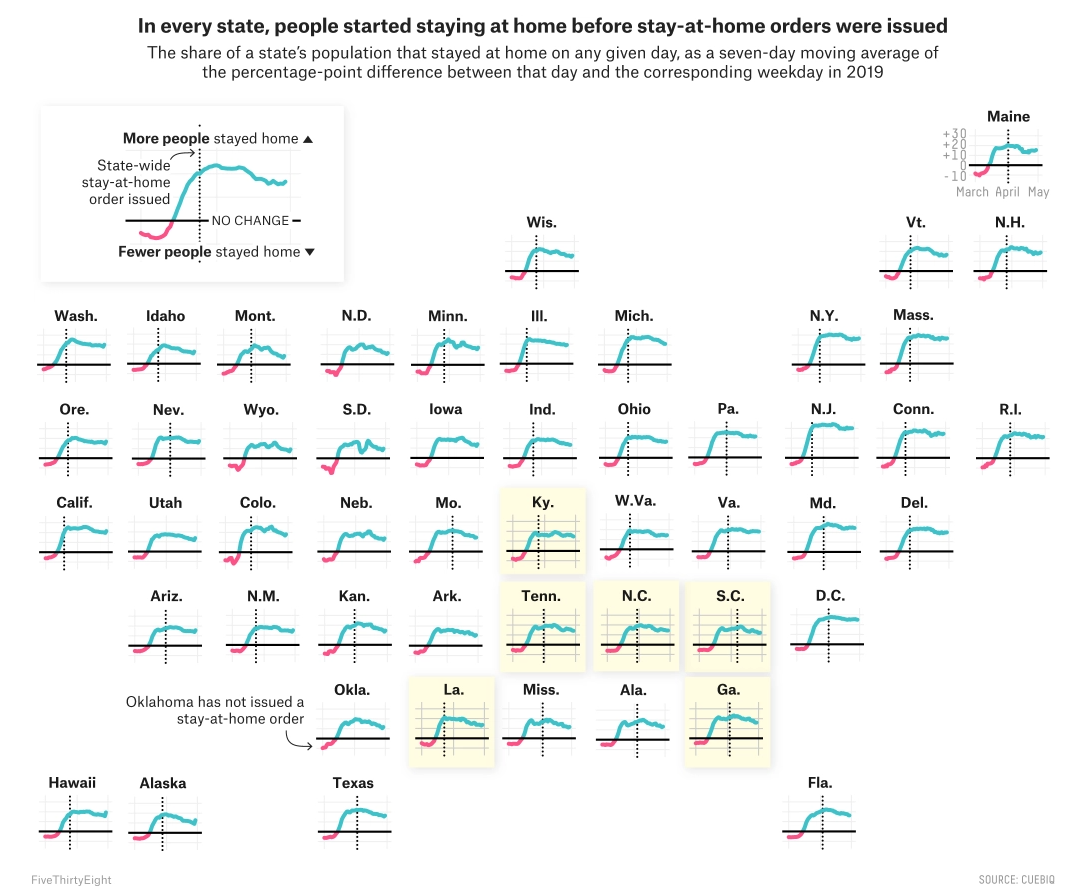 In every state, people started staying at home before stay-at-home orders were issued
The share of a state's population that stayed at home on any given day, as a seven-day moving average of
the percentage-point difference between that day and the corresponding weekday in 2019
More people stayed home ▲
State-wide
stay-at-home
order issued
NO CHANGE
Fewer people stayed home ▼
Maine
+30
+20
+10
0
-10
March April May
Wis.
Vt.
N.H.
Wash.
Idaho
Mont.
N.D.
Minn.
Ill.
Mich.
N.Y.
Mass.
Ore.
Nev.
Wyo.
S.D.
Iowa
Ind.
Ohio
Pa.
N.J.
Conn.
R.I.
Calif.
Utah
Colo.
Neb.
Mo.
Ky.
W.Va.
Va.
Md.
Del.
Ariz.
N.M.
Kan.
Ark.
Tenn.
N.C.
S.C.
D.C.
Oklahoma has not issued a
stay-at-home order
Okla.
La.
Miss.
Ala.
Ga.
Hawaii
Alaska
Texas
Fla.
FiveThirtyEight
SOURCE: CUEBIQ